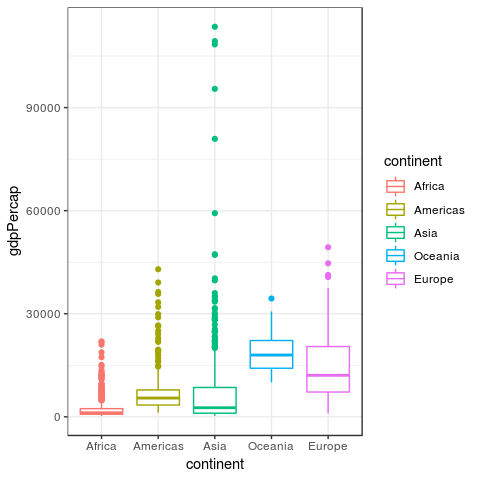 90000
60000
30000
0
gdpPercap
Africa Americas Asia Oceania Europe
continent
continent
Africa
Americas
Asia
Oceania
Europe